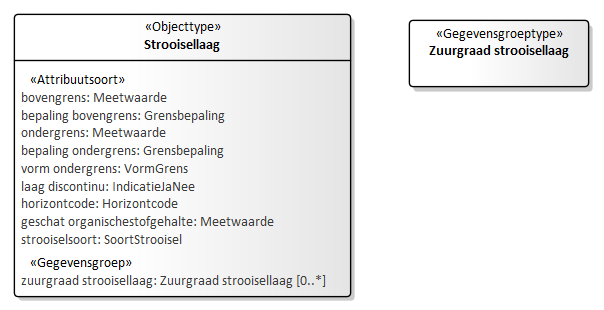 «Objecttype»
Strooisellaag
«Attribuutsoort»
bovengrens: Meetwaarde
bepaling bovengrens: Grensbepaling
ondergrens: Meetwaarde
bepaling ondergrens: Grensbepaling
vorm ondergrens: VormGrens
laag discontinu: IndicatieJaNee
horizontcode: Horizontcode
geschat organischestofgehalte: Meetwaarde
strooiselsoort: SoortStrooisel
«Gegevensgroep»
zuurgraad strooisellaag: Zuurgraad strooisellaag [0..*]
«Gegevensgroeptype»
Zuurgraad strooisellaag